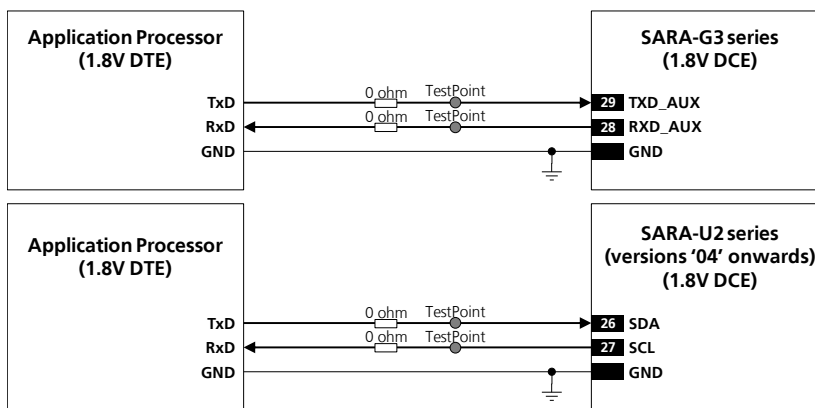 Application Processor
(1.8V DTE)
SARA-G3 series
(1.8V DCE)
TxD 0 ohm TestPoint 29 TXD_AUX
RxD 0 ohm TestPoint 28 RXD_AUX
GND GND
Application Processor
(1.8V DTE)
SARA-U2 series
(versions ‘04’ onwards)
(1.8V DCE)
TxD 0 ohm TestPoint 26 SDA
RxD 0 ohm TestPoint 27 SCL
GND GND